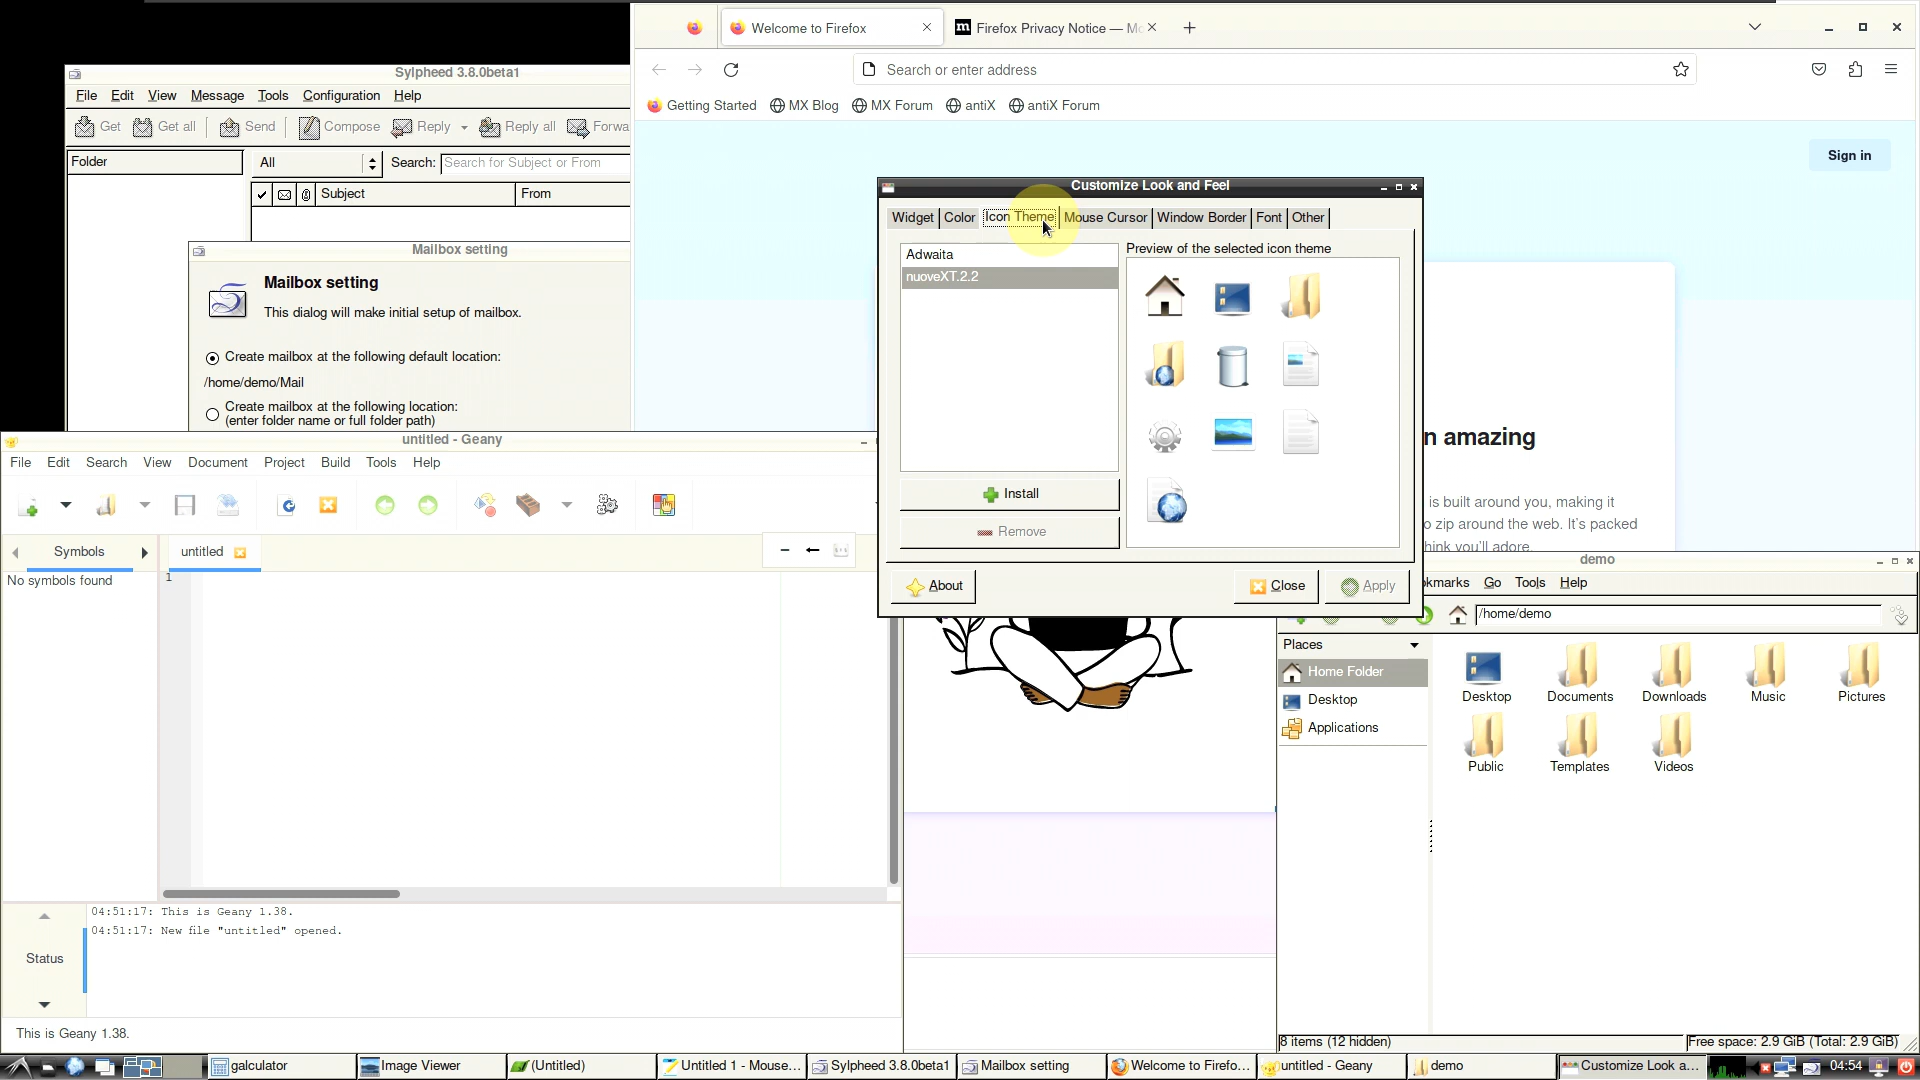 Welcome to Firefox
Firefox Privacy Notice — Mo
Search or enter address
Getting Started
MX Blog
MX Forum
antiX
antiX Forum
Sign in
Sylpheed 3.8.0beta1
File Edit View Message Tools Configuration Help
Get Get all Send Compose Reply Reply all Forwa
Folder
All
Search: Search for Subject or From
Subject From
Mailbox setting
Mailbox setting
This dialog will make initial setup of mailbox.
Create mailbox at the following default location:
/home/demo/Mail
Create mailbox at the following location:
(enter folder name or full folder path)
Customize Look and Feel
Widget Color Icon Theme Mouse Cursor Window Border Font Other
Adwaita
nuoveXT.2.2
Preview of the selected icon theme
Install
Remove
About
Close
Apply
n amazing
is built around you, making it
o zip around the web. It's packed
hink you'll adore.
untitled - Geany
File Edit Search View Document Project Build Tools Help
Symbols
untitled
No symbols found
1
04:51:17: This is Geany 1.38.
04:51:17: New file "untitled" opened.
Status
This is Geany 1.38.
demo
okmarks Go Tools Help
/home/demo
Places
Home Folder
Desktop
Applications
Desktop Documents Downloads Music Pictures
Public Templates Videos
8 items (12 hidden)
Free space: 2.9 GiB (Total: 2.9 GiB)
galculator
Image Viewer
(Untitled)
Untitled 1 - Mouse...
Sylpheed 3.8.0beta1
Mailbox setting
Welcome to Firefo...
untitled - Geany
demo
Customize Look a...
04:54